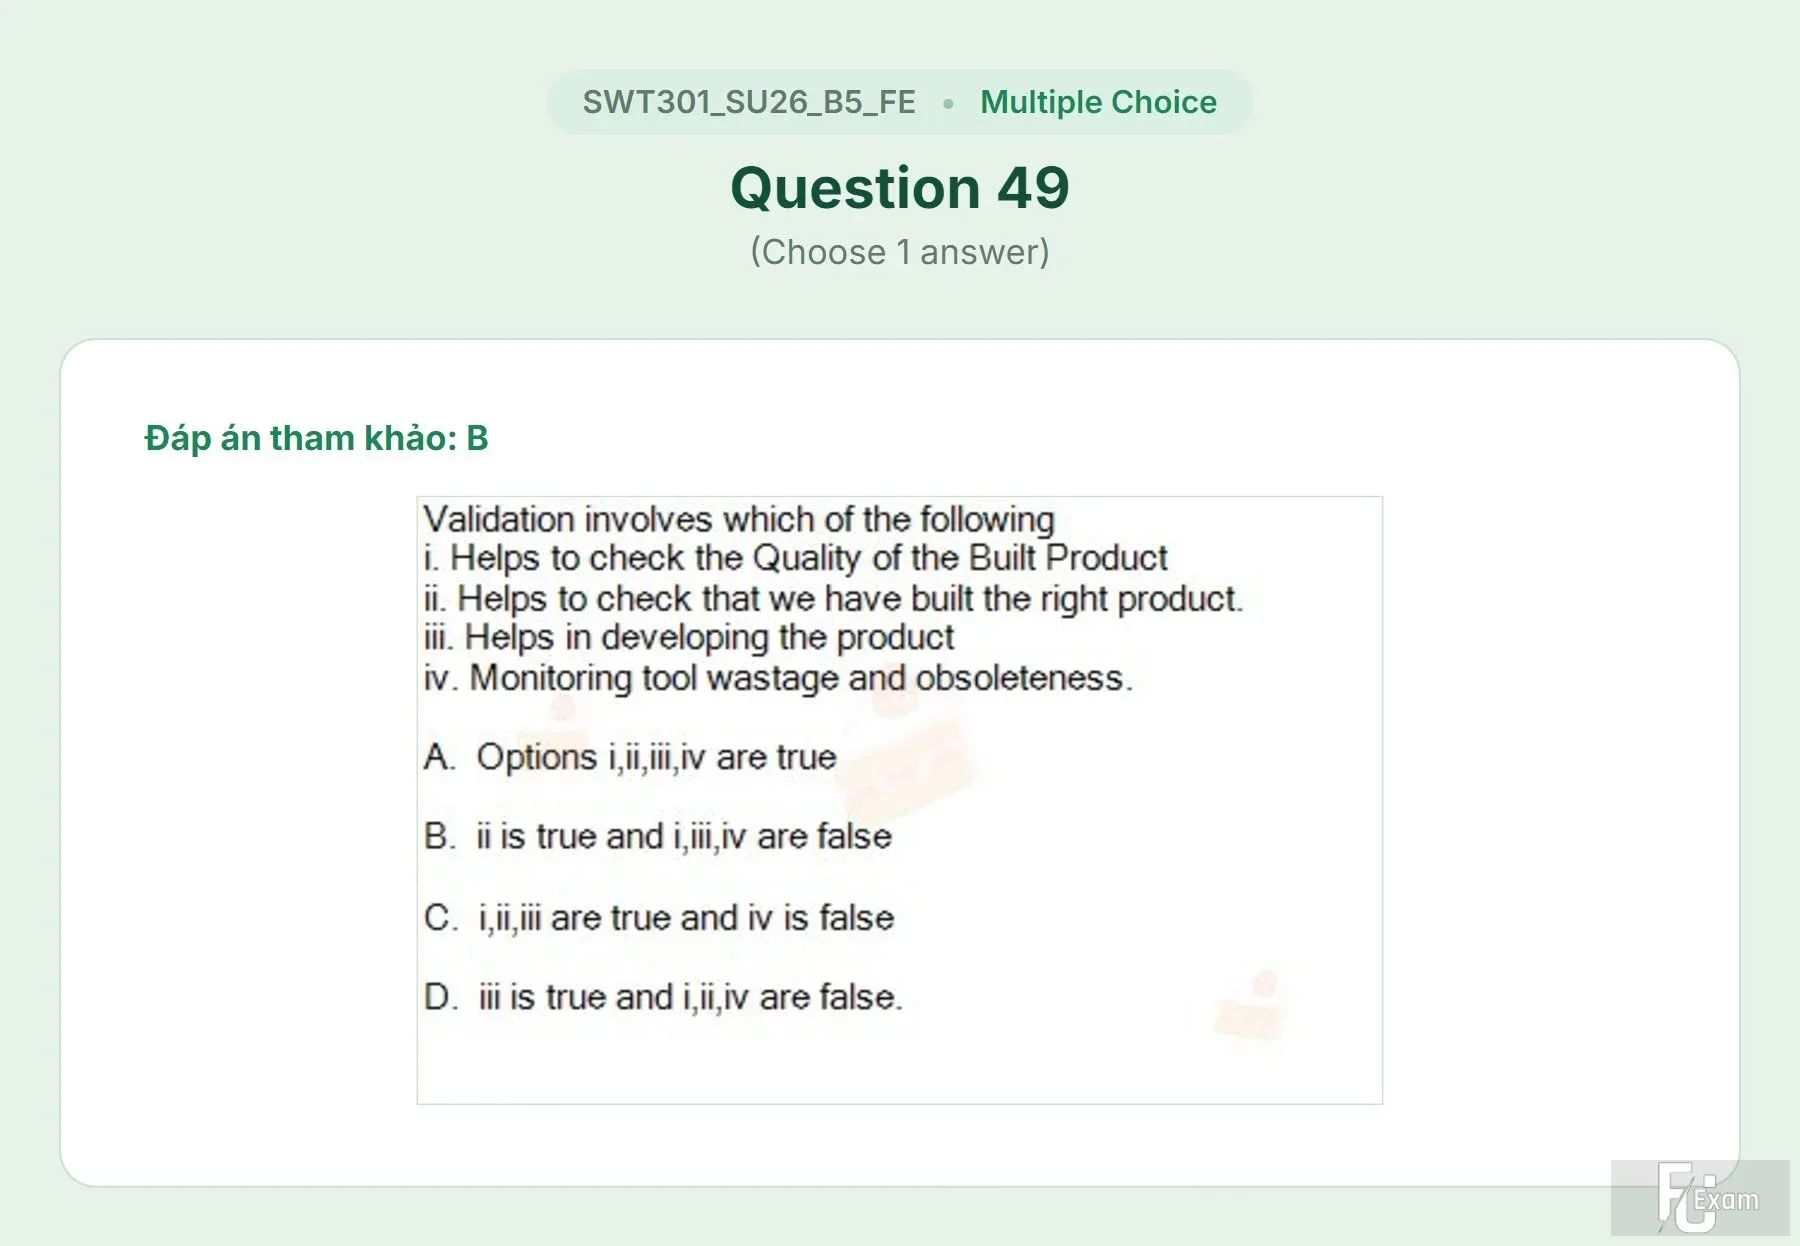 SWT301_SU26_B5_FE • Multiple Choice
Question 49
(Choose 1 answer)
Đáp án tham khảo: B
Validation involves which of the following
i. Helps to check the Quality of the Built Product
ii. Helps to check that we have built the right product.
iii. Helps in developing the product
iv. Monitoring tool wastage and obsoleteness.
A. Options i,ii,iii,iv are true
B. ii is true and i,iii,iv are false
C. i,ii,iii are true and iv is false
D. iii is true and i,ii,iv are false.
FU Exam